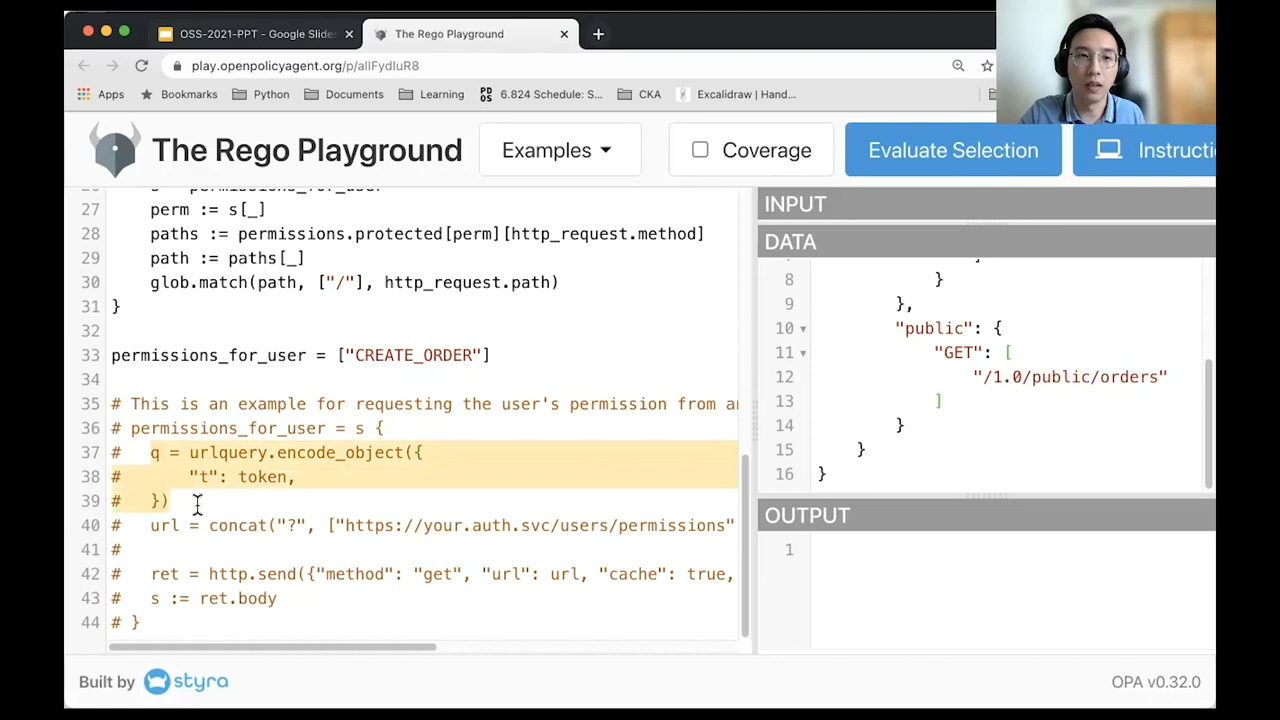 OSS-2021-PPT - Google Slide
The Rego Playground
play.openpolicyagent.org/p/allFydIuR8
Apps
Bookmarks
Python
Documents
Learning
PDOS
6.824 Schedule: S...
CKA
Excalidraw | Hand...
The Rego Playground
Examples
Coverage
Evaluate Selection
Instructi
27 perm := s[_]
28 paths := permissions.protected[perm][http_request.method]
29 path := paths[_]
30 glob.match(path, ["/"], http_request.path)
31 }
32
33 permissions_for_user = ["CREATE_ORDER"]
34
35 # This is an example for requesting the user's permission from a
36 # permissions_for_user = s {
37 # q = urlquery.encode_object({
38 # "t": token,
39 # })
40 # url = concat("?", ["https://your.auth.svc/users/permissions"
41 #
42 # ret = http.send({"method": "get", "url": url, "cache": true,
43 # s := ret.body
44 # }
INPUT
DATA
8 }
9 },
10 "public": {
11 "GET": [
12 "/1.0/public/orders"
13 ]
14 }
15 }
16 }
OUTPUT
1
Built by styra
OPA v0.32.0